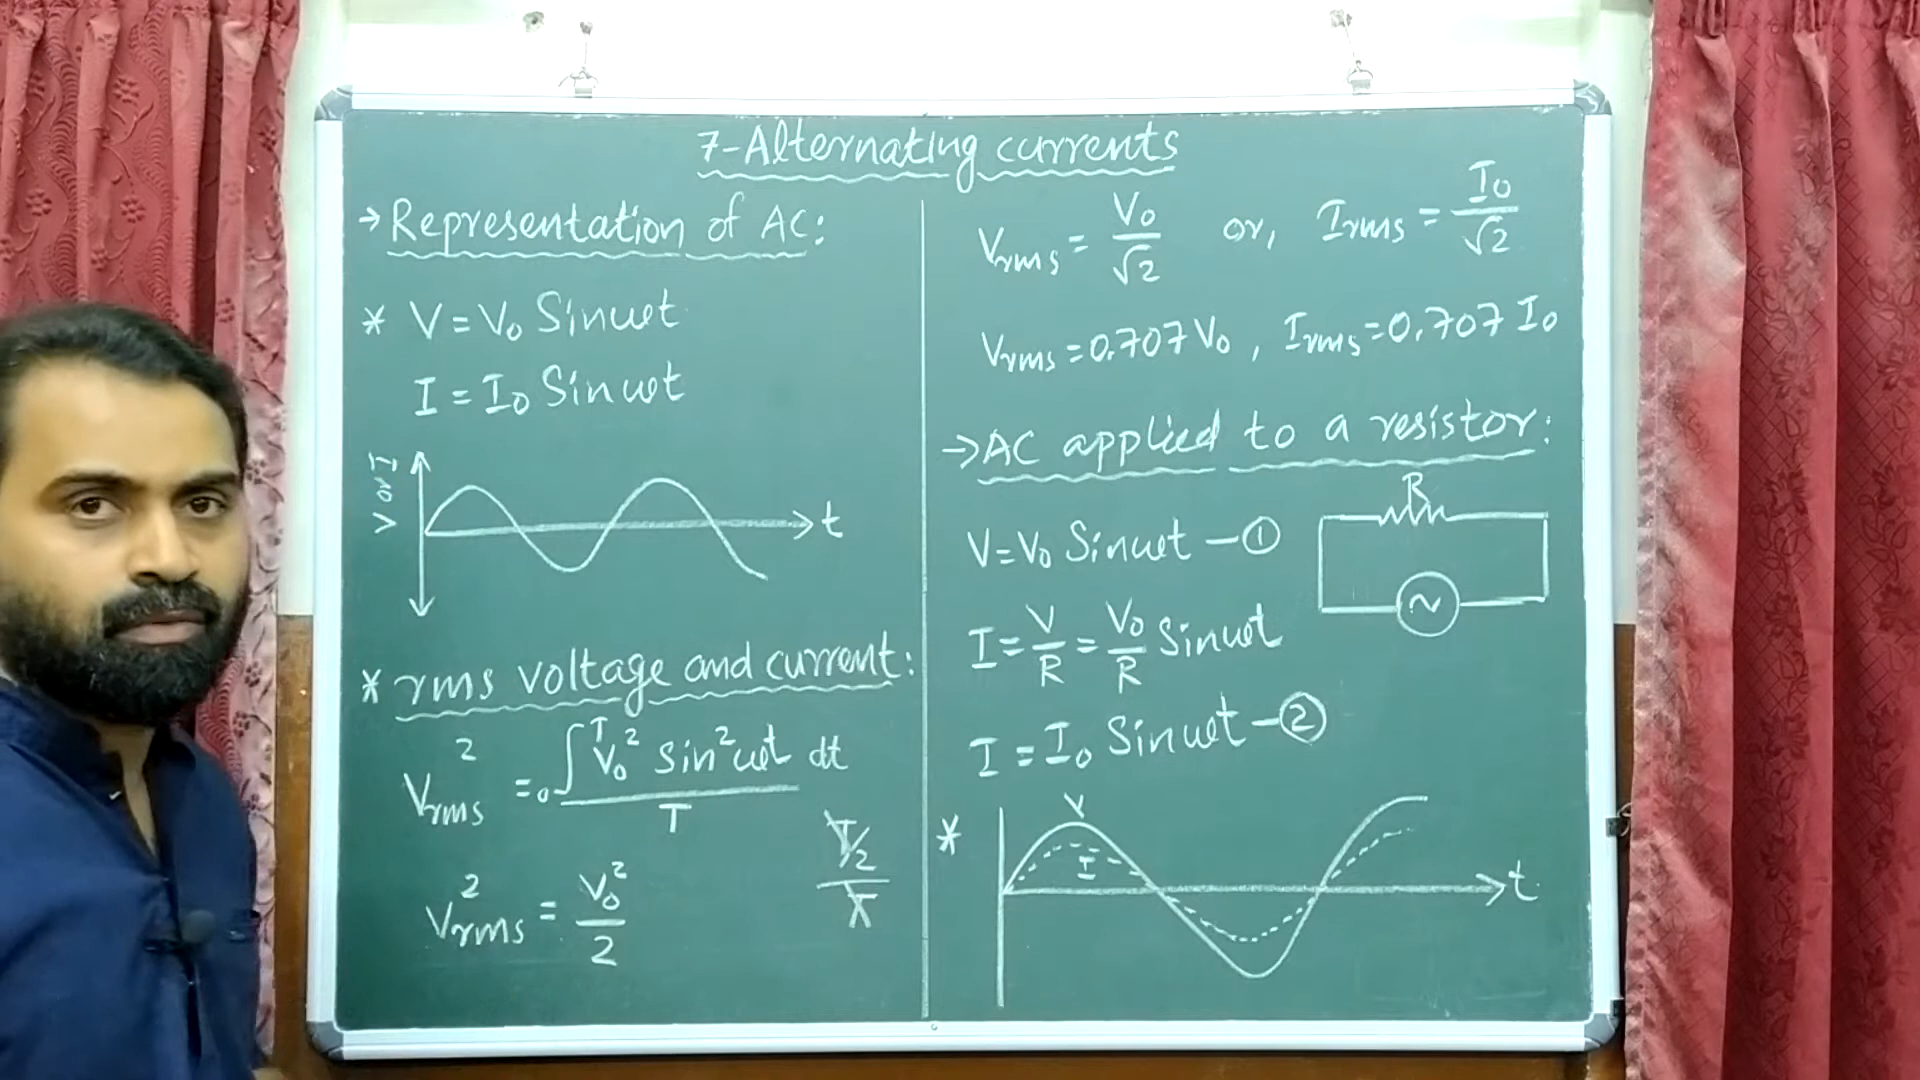 7-Alternating currents
→ Representation of AC:
* V = V₀ Sinωt
I = I₀ Sinωt
V or I
t
* rms voltage and current:
V²rms = ₀∫ᵀ V₀² Sin²ωt dt / T
T/2 / T
V²rms = V₀² / 2
Vrms = V₀/√2 or, Irms = I₀/√2
Vrms = 0.707 V₀ , Irms = 0.707 I₀
→ AC applied to a resistor:
R
V = V₀ Sinωt – ①
~
I = V/R = V₀/R Sinωt
I = I₀ Sinωt – ②
*
V
I
t